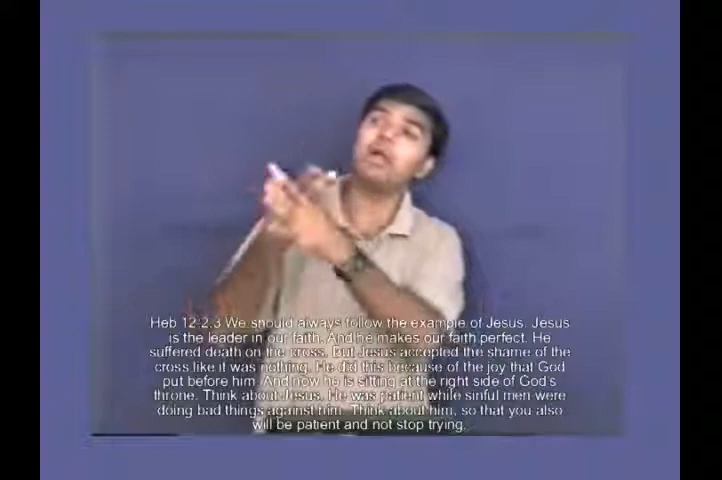 Heb 12:2,3 We should always follow the example of Jesus. Jesus
is the leader in our faith. And he makes our faith perfect. He
suffered death on the cross. But Jesus accepted the shame of the
cross like it was nothing. He did this because of the joy that God
put before him. And now he is sitting at the right side of God's
throne. Think about Jesus. He was patient while sinful men were
doing bad things against him. Think about him, so that you also
will be patient and not stop trying.